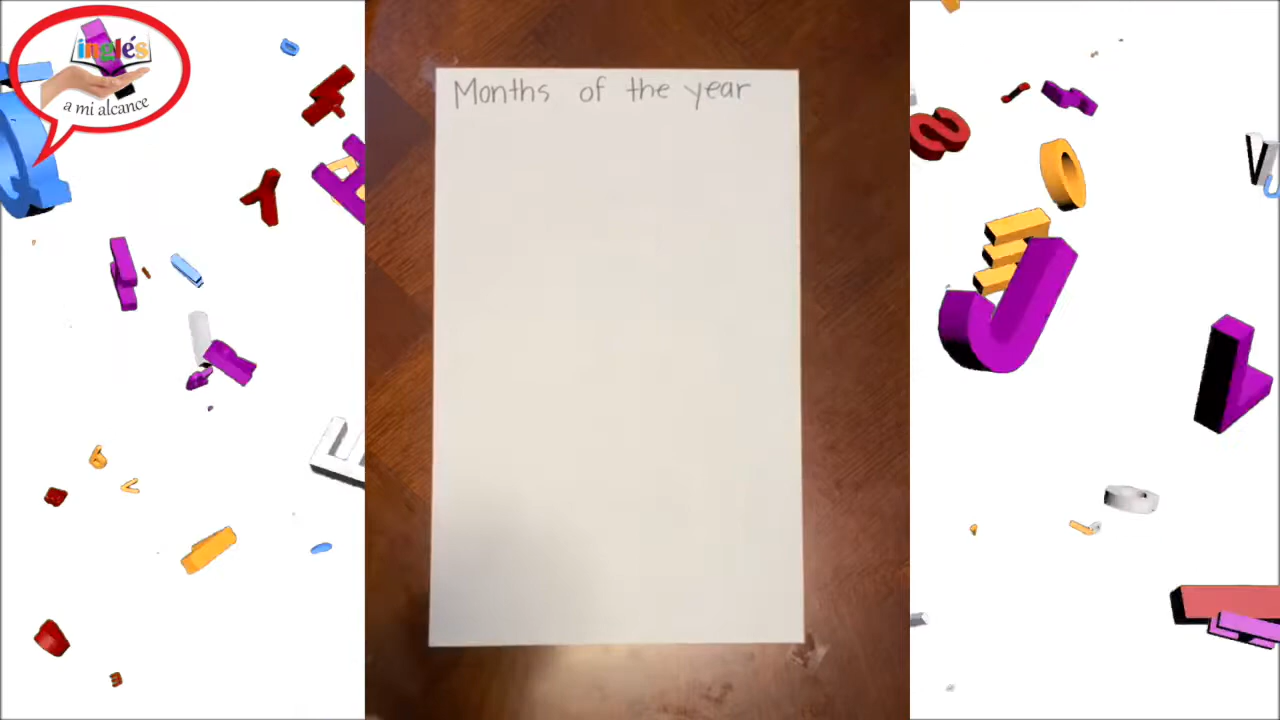 inglés
a mi alcance
Months of the year